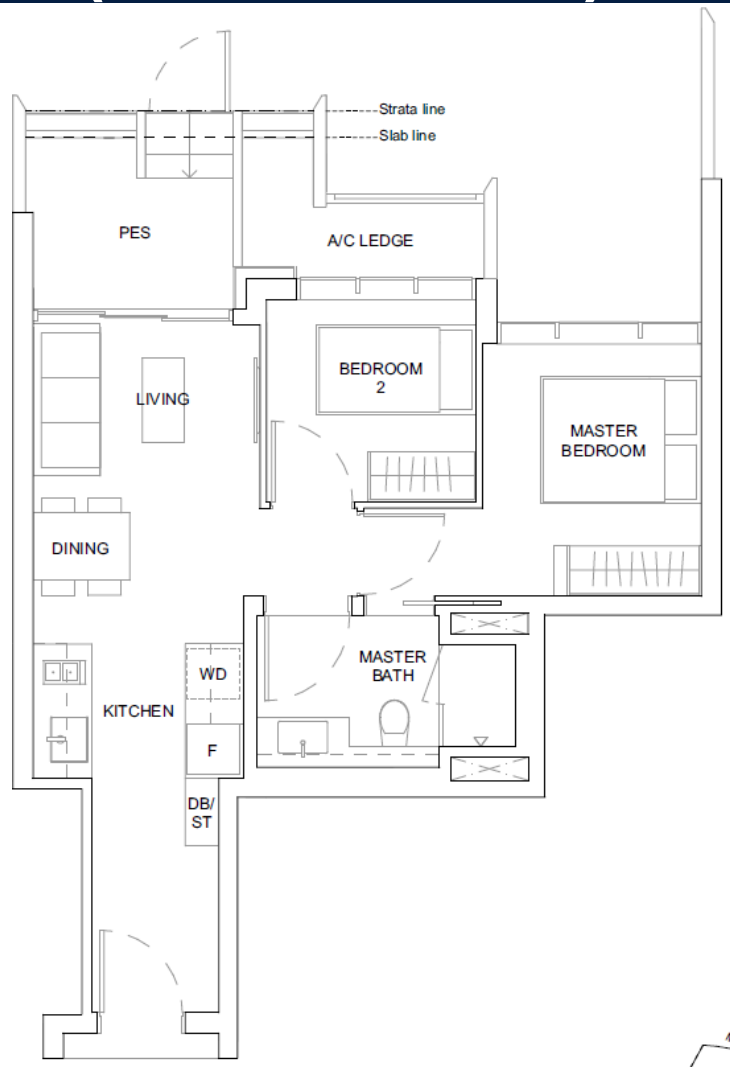 Strata line
Slab line
PES
A/C LEDGE
BEDROOM
2
LIVING
MASTER
BEDROOM
DINING
MASTER
BATH
WD
KITCHEN
F
DB/
ST